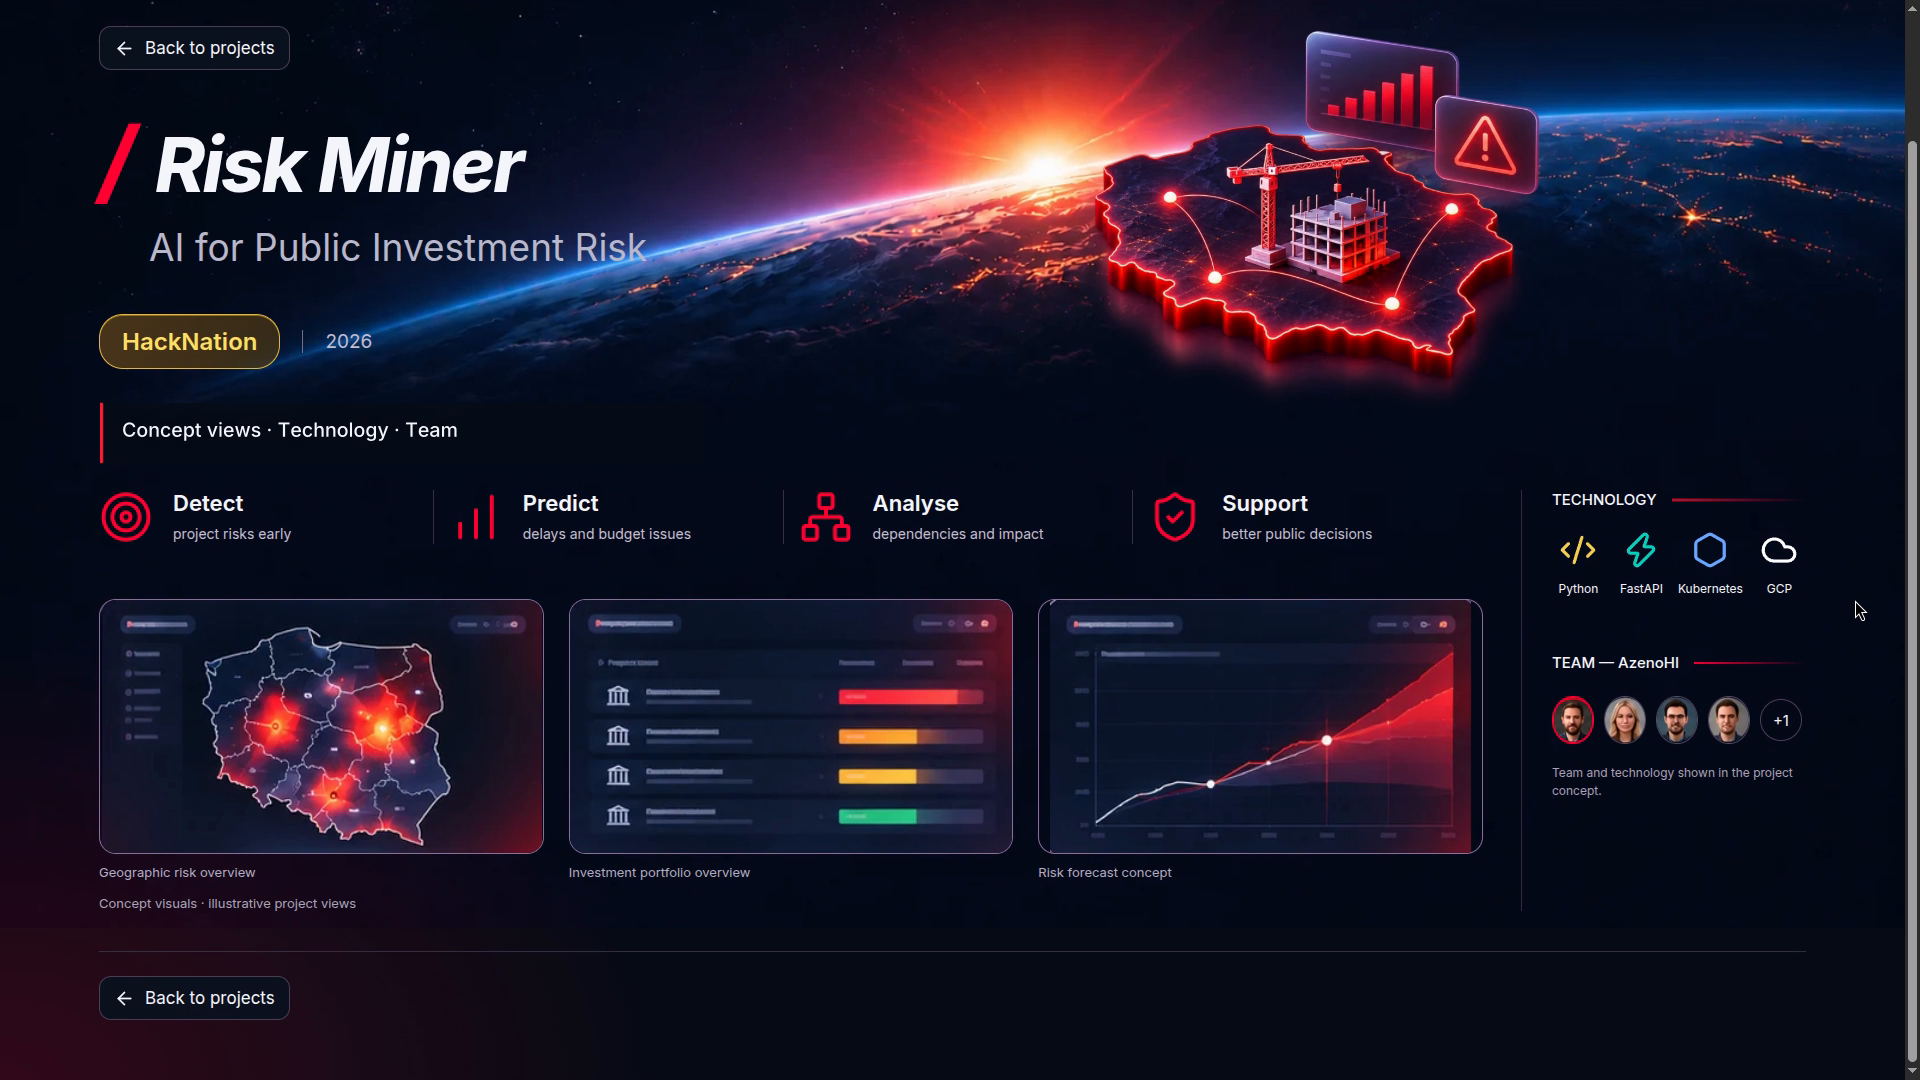 Back to projects
Risk Miner
AI for Public Investment Risk
HackNation
2026
Concept views · Technology · Team
Detect
project risks early
Predict
delays and budget issues
Analyse
dependencies and impact
Support
better public decisions
Geographic risk overview
Investment portfolio overview
Risk forecast concept
Concept visuals · illustrative project views
TECHNOLOGY
Python
FastAPI
Kubernetes
GCP
TEAM — AzenoHI
+1
Team and technology shown in the project
concept.
Back to projects